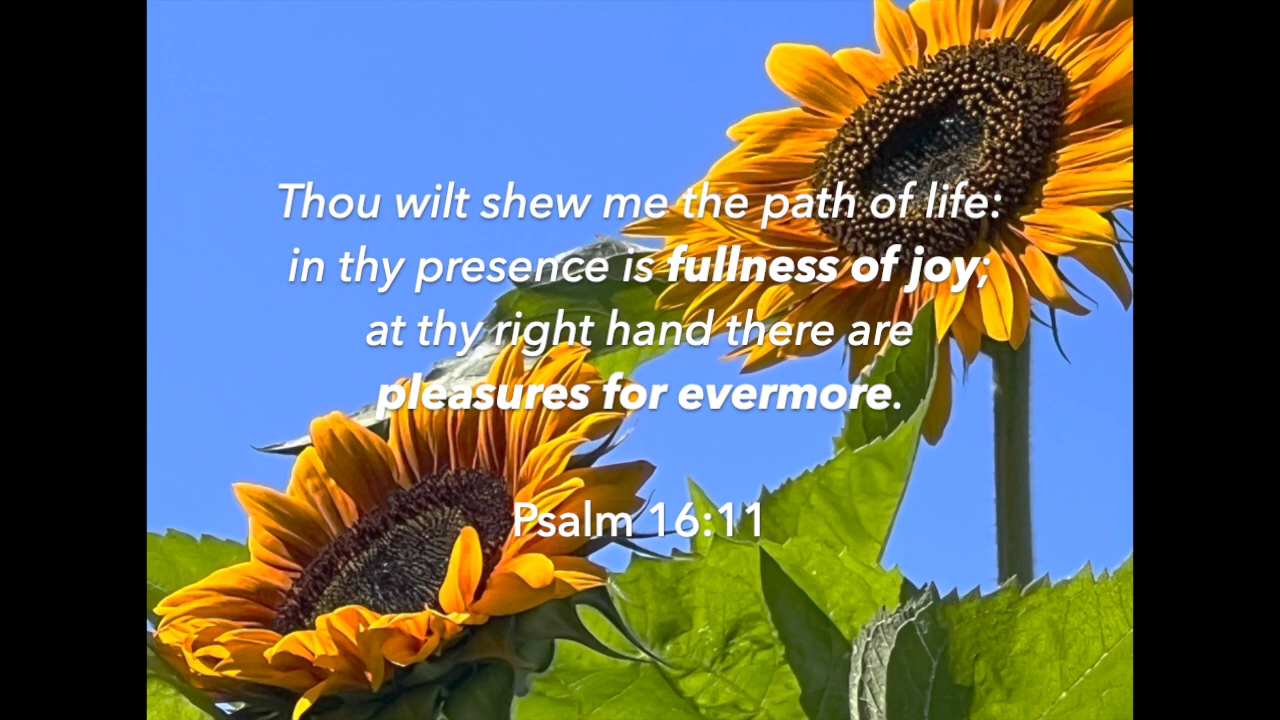 Thou wilt shew me the path of life:
in thy presence is fullness of joy;
at thy right hand there are
pleasures for evermore.
Psalm 16:11